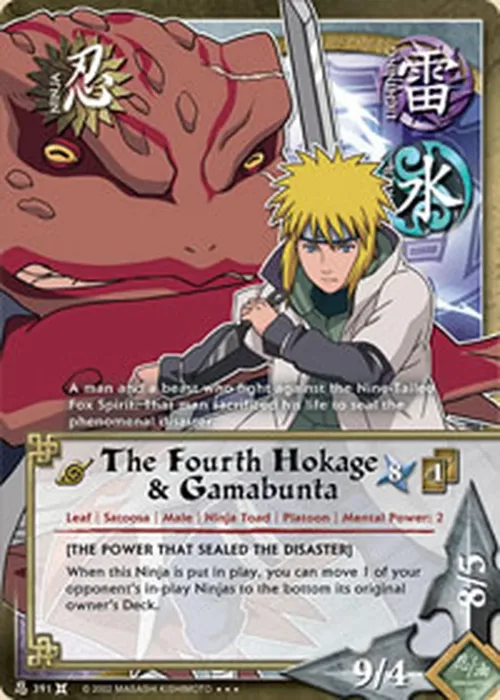 忍
NINJA
雷
LIGHTNING
水
A man and a beast who fight against the Nine-Tailed
Fox Spirit. That man sacrificed his life to seal the
phenomenal disaster.
The Fourth Hokage
& Gamabunta
8
1
Leaf | Satoosa | Male | Ninja Toad | Platoon | Mental Power: 2
[THE POWER THAT SEALED THE DISASTER]
When this Ninja is put in play, you can move 1 of your
opponent's in-play Ninjas to the bottom its original
owner's Deck.
8/5
9/4
忍 391
© 2002 MASASHI KISHIMOTO